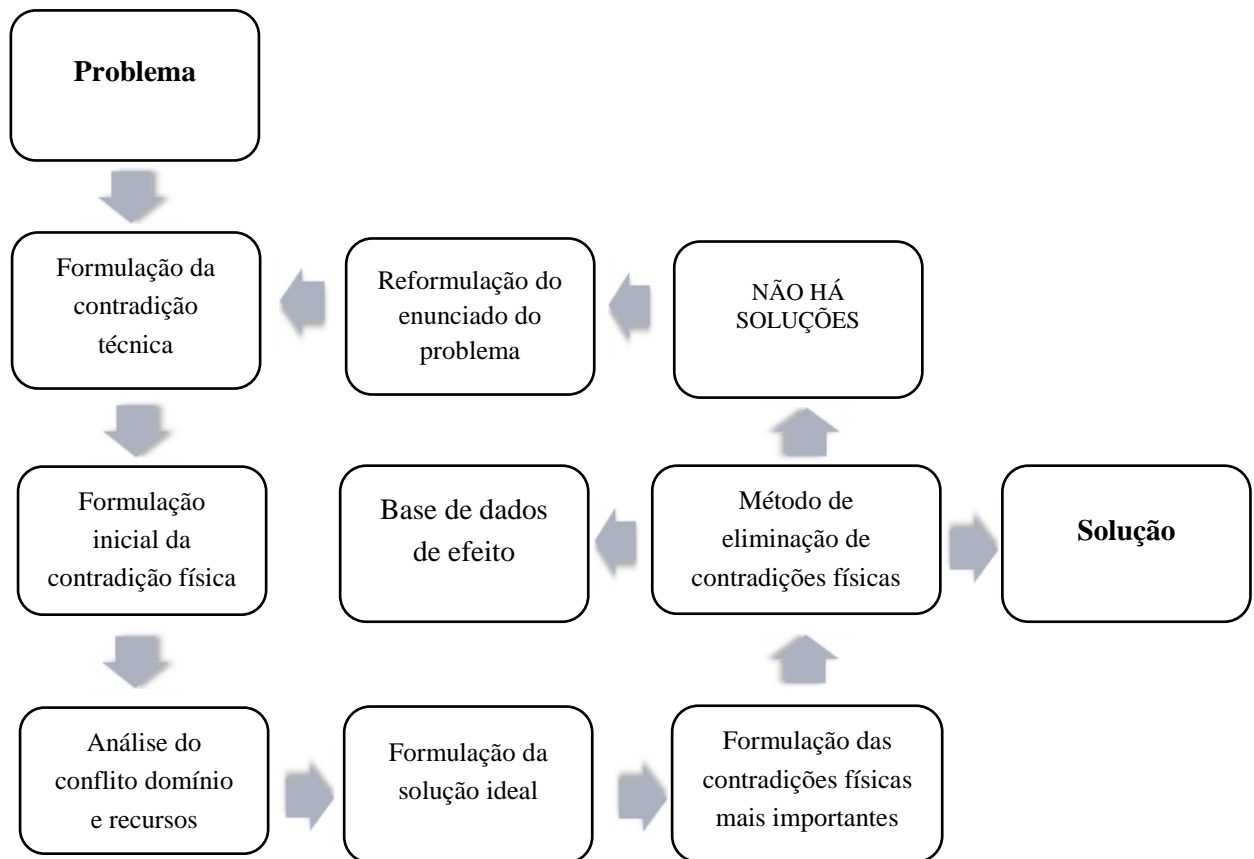 Problema
Formulação da
contradição
técnica
Reformulação do
enunciado do
problema
NÃO HÁ
SOLUÇÕES
Formulação
inicial da
contradição física
Base de dados
de efeito
Método de
eliminação de
contradições físicas
Solução
Análise do
conflito domínio
e recursos
Formulação da
solução ideal
Formulação das
contradições físicas
mais importantes